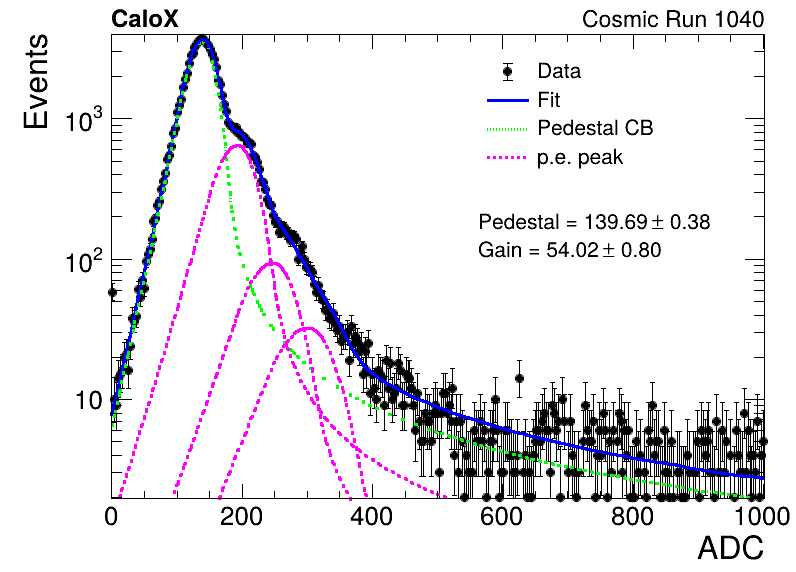 CaloX Cosmic Run 1040
Events
Data
Fit
Pedestal CB
p.e. peak
Pedestal = 139.69 ± 0.38
Gain = 54.02 ± 0.80
10³
10²
10
0 200 400 600 800 1000
ADC